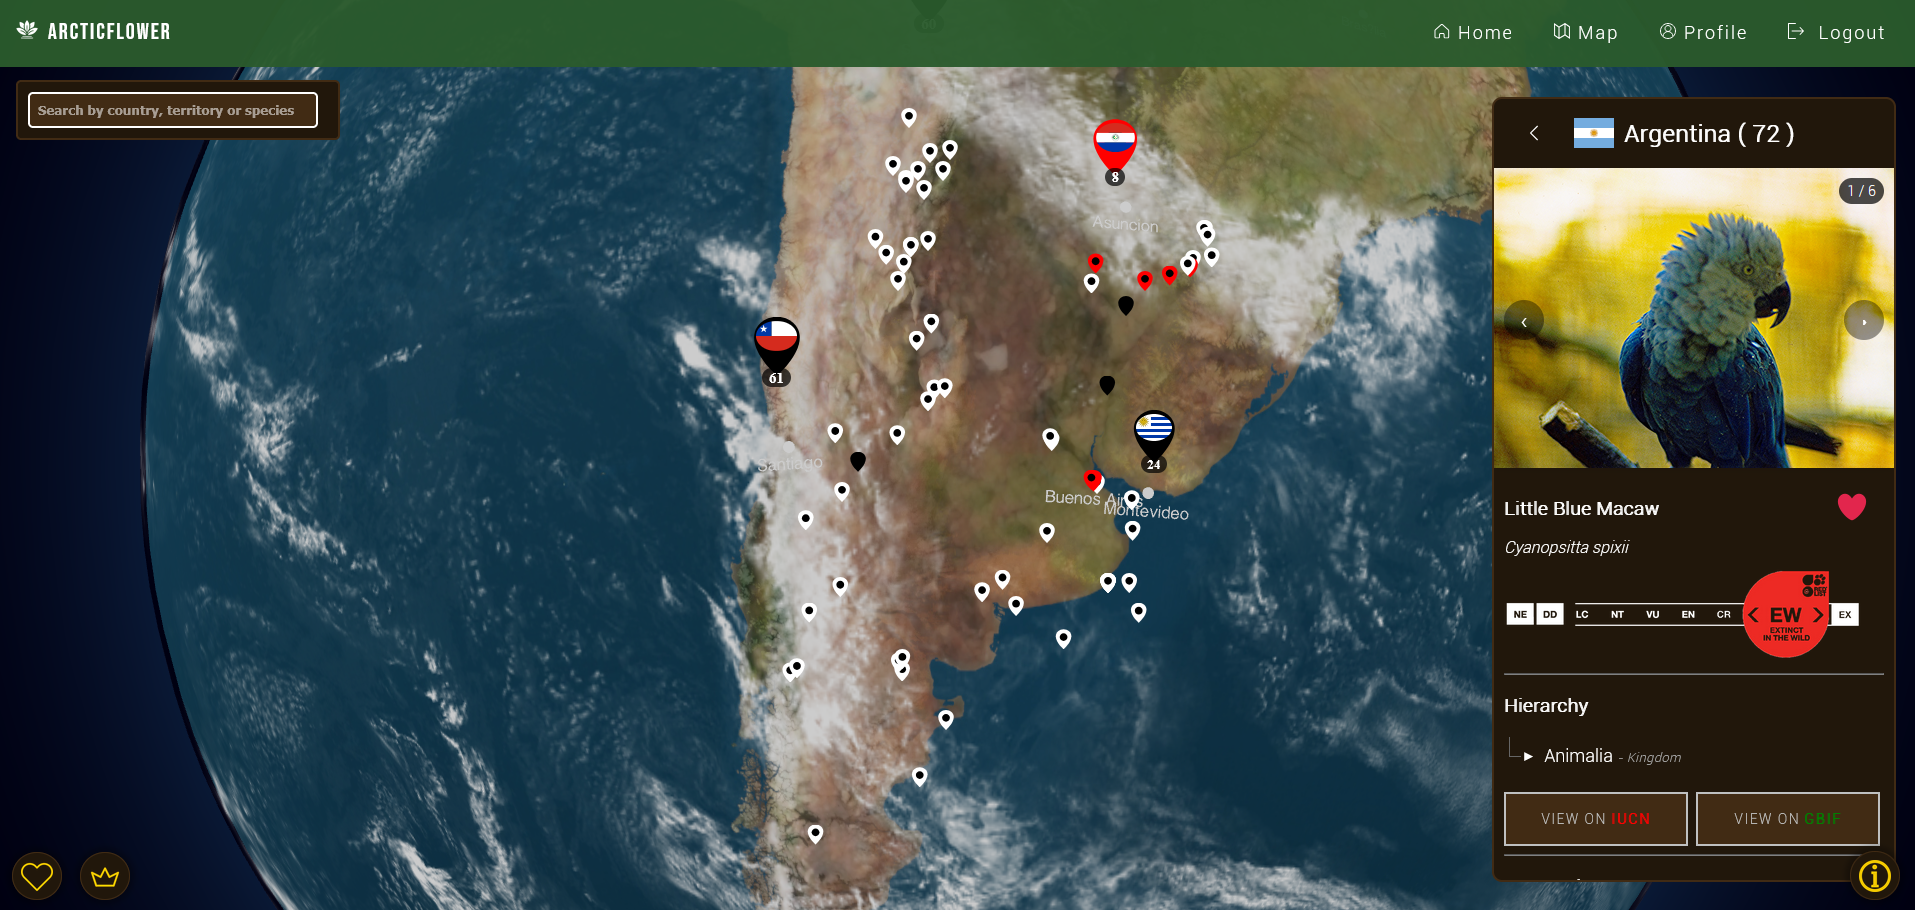 ARCTICFLOWER
Home
Map
Profile
Logout
Search by country, territory or species
60
8
Asuncion
61
Santiago
24
Buenos Aires
Montevideo
Argentina ( 72 )
1 / 6
Little Blue Macaw
Cyanopsitta spixii
NE DD LC NT VU EN CR < EW > EX
EXTINCT
IN THE WILD
Hierarchy
Animalia - Kingdom
VIEW ON IUCN
VIEW ON GBIF